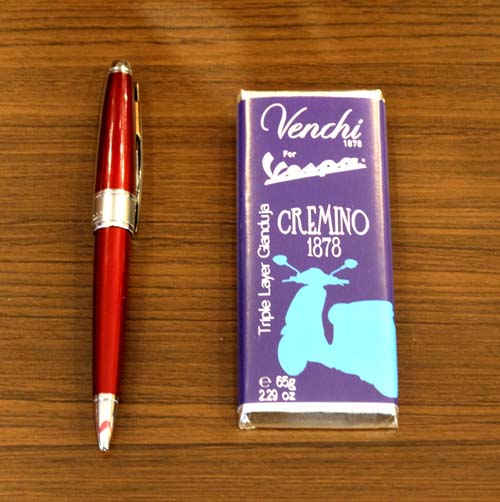 Venchi
1878
For
Vespa
CREMINO
1878
Triple Layer Gianduja
℮ 65g
2.29 oz